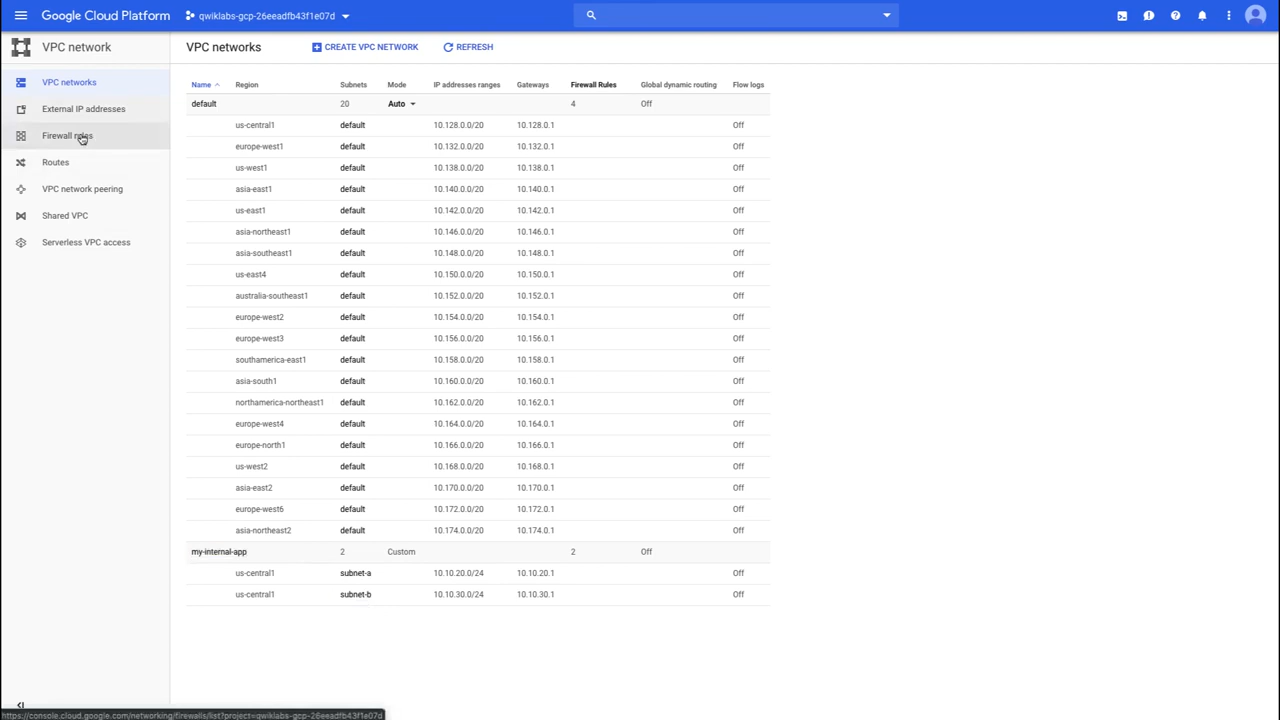 Google Cloud Platform qwiklabs-gcp-26eeadfb43f1e07d
VPC network
VPC networks
External IP addresses
Firewall rules
Routes
VPC network peering
Shared VPC
Serverless VPC access
VPC networks CREATE VPC NETWORK REFRESH
Name Region Subnets Mode IP addresses ranges Gateways Firewall Rules Global dynamic routing Flow logs
default 20 Auto 4 Off
us-central1 default 10.128.0.0/20 10.128.0.1 Off
europe-west1 default 10.132.0.0/20 10.132.0.1 Off
us-west1 default 10.138.0.0/20 10.138.0.1 Off
asia-east1 default 10.140.0.0/20 10.140.0.1 Off
us-east1 default 10.142.0.0/20 10.142.0.1 Off
asia-northeast1 default 10.146.0.0/20 10.146.0.1 Off
asia-southeast1 default 10.148.0.0/20 10.148.0.1 Off
us-east4 default 10.150.0.0/20 10.150.0.1 Off
australia-southeast1 default 10.152.0.0/20 10.152.0.1 Off
europe-west2 default 10.154.0.0/20 10.154.0.1 Off
europe-west3 default 10.156.0.0/20 10.156.0.1 Off
southamerica-east1 default 10.158.0.0/20 10.158.0.1 Off
asia-south1 default 10.160.0.0/20 10.160.0.1 Off
northamerica-northeast1 default 10.162.0.0/20 10.162.0.1 Off
europe-west4 default 10.164.0.0/20 10.164.0.1 Off
europe-north1 default 10.166.0.0/20 10.166.0.1 Off
us-west2 default 10.168.0.0/20 10.168.0.1 Off
asia-east2 default 10.170.0.0/20 10.170.0.1 Off
europe-west6 default 10.172.0.0/20 10.172.0.1 Off
asia-northeast2 default 10.174.0.0/20 10.174.0.1 Off
my-internal-app 2 Custom 2 Off
us-central1 subnet-a 10.10.20.0/24 10.10.20.1 Off
us-central1 subnet-b 10.10.30.0/24 10.10.30.1 Off
https://console.cloud.google.com/networking/firewalls/list?project=qwiklabs-gcp-26eeadfb43f1e07d